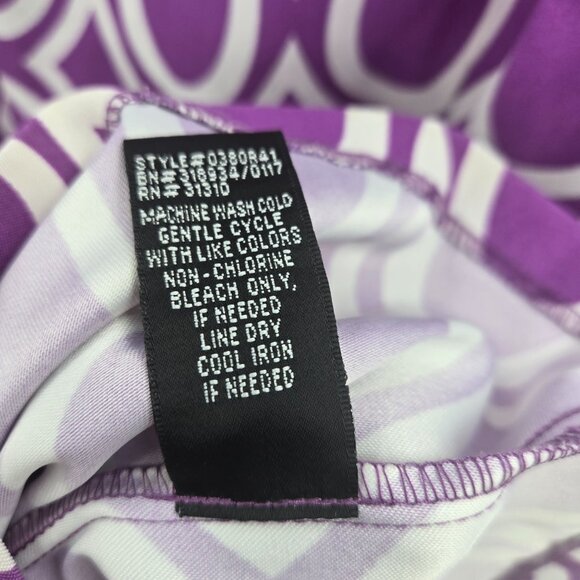 STYLE# 0380R41
BN# 318934/0117
RN# 31310
MACHINE WASH COLD
GENTLE CYCLE
WITH LIKE COLORS
NON-CHLORINE
BLEACH ONLY,
IF NEEDED
LINE DRY
COOL IRON
IF NEEDED